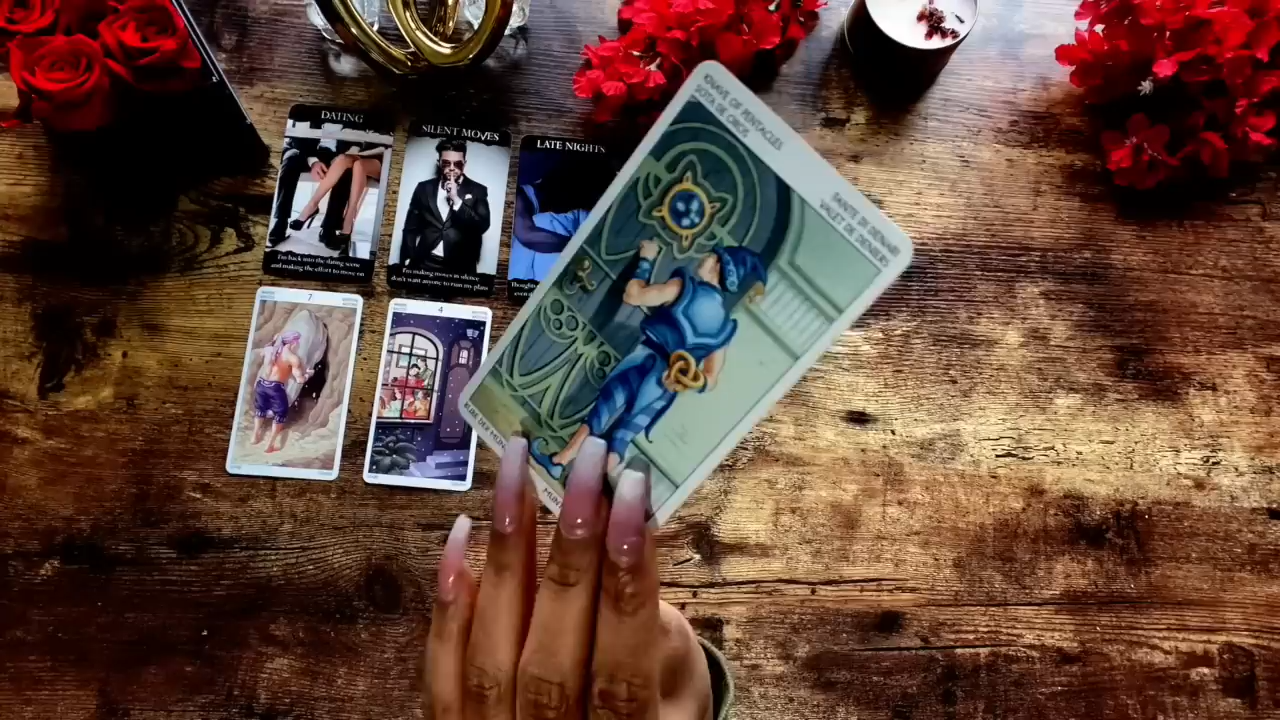 DATING
I'm back into the dating scene
and making the effort to move on
SILENT MOVES
I'm making moves in silence
don't want anyone to ruin my plans
LATE NIGHTS
Thoughts
KNAVE OF PENTACLES
SOTA DE OROS
FANTE DI DENARI
VALET DE DENIERS
7
4